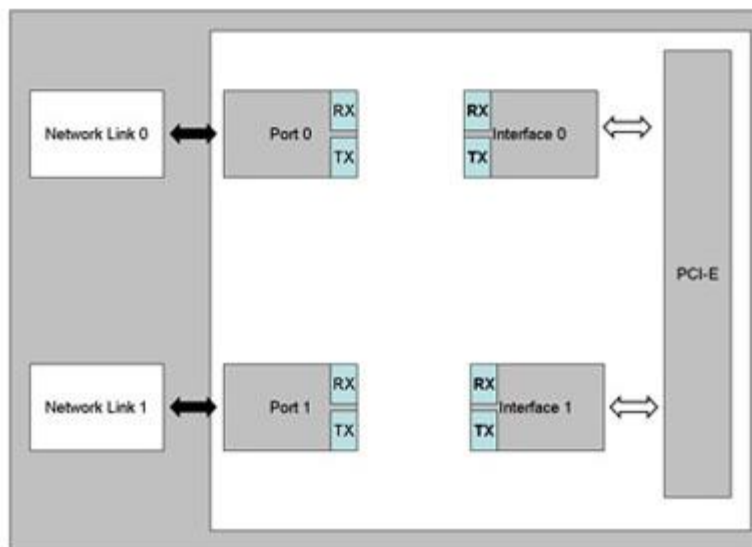 Network Link 0
Port 0
RX
TX
RX
TX
Interface 0
PCI-E
Network Link 1
Port 1
RX
TX
RX
TX
Interface 1